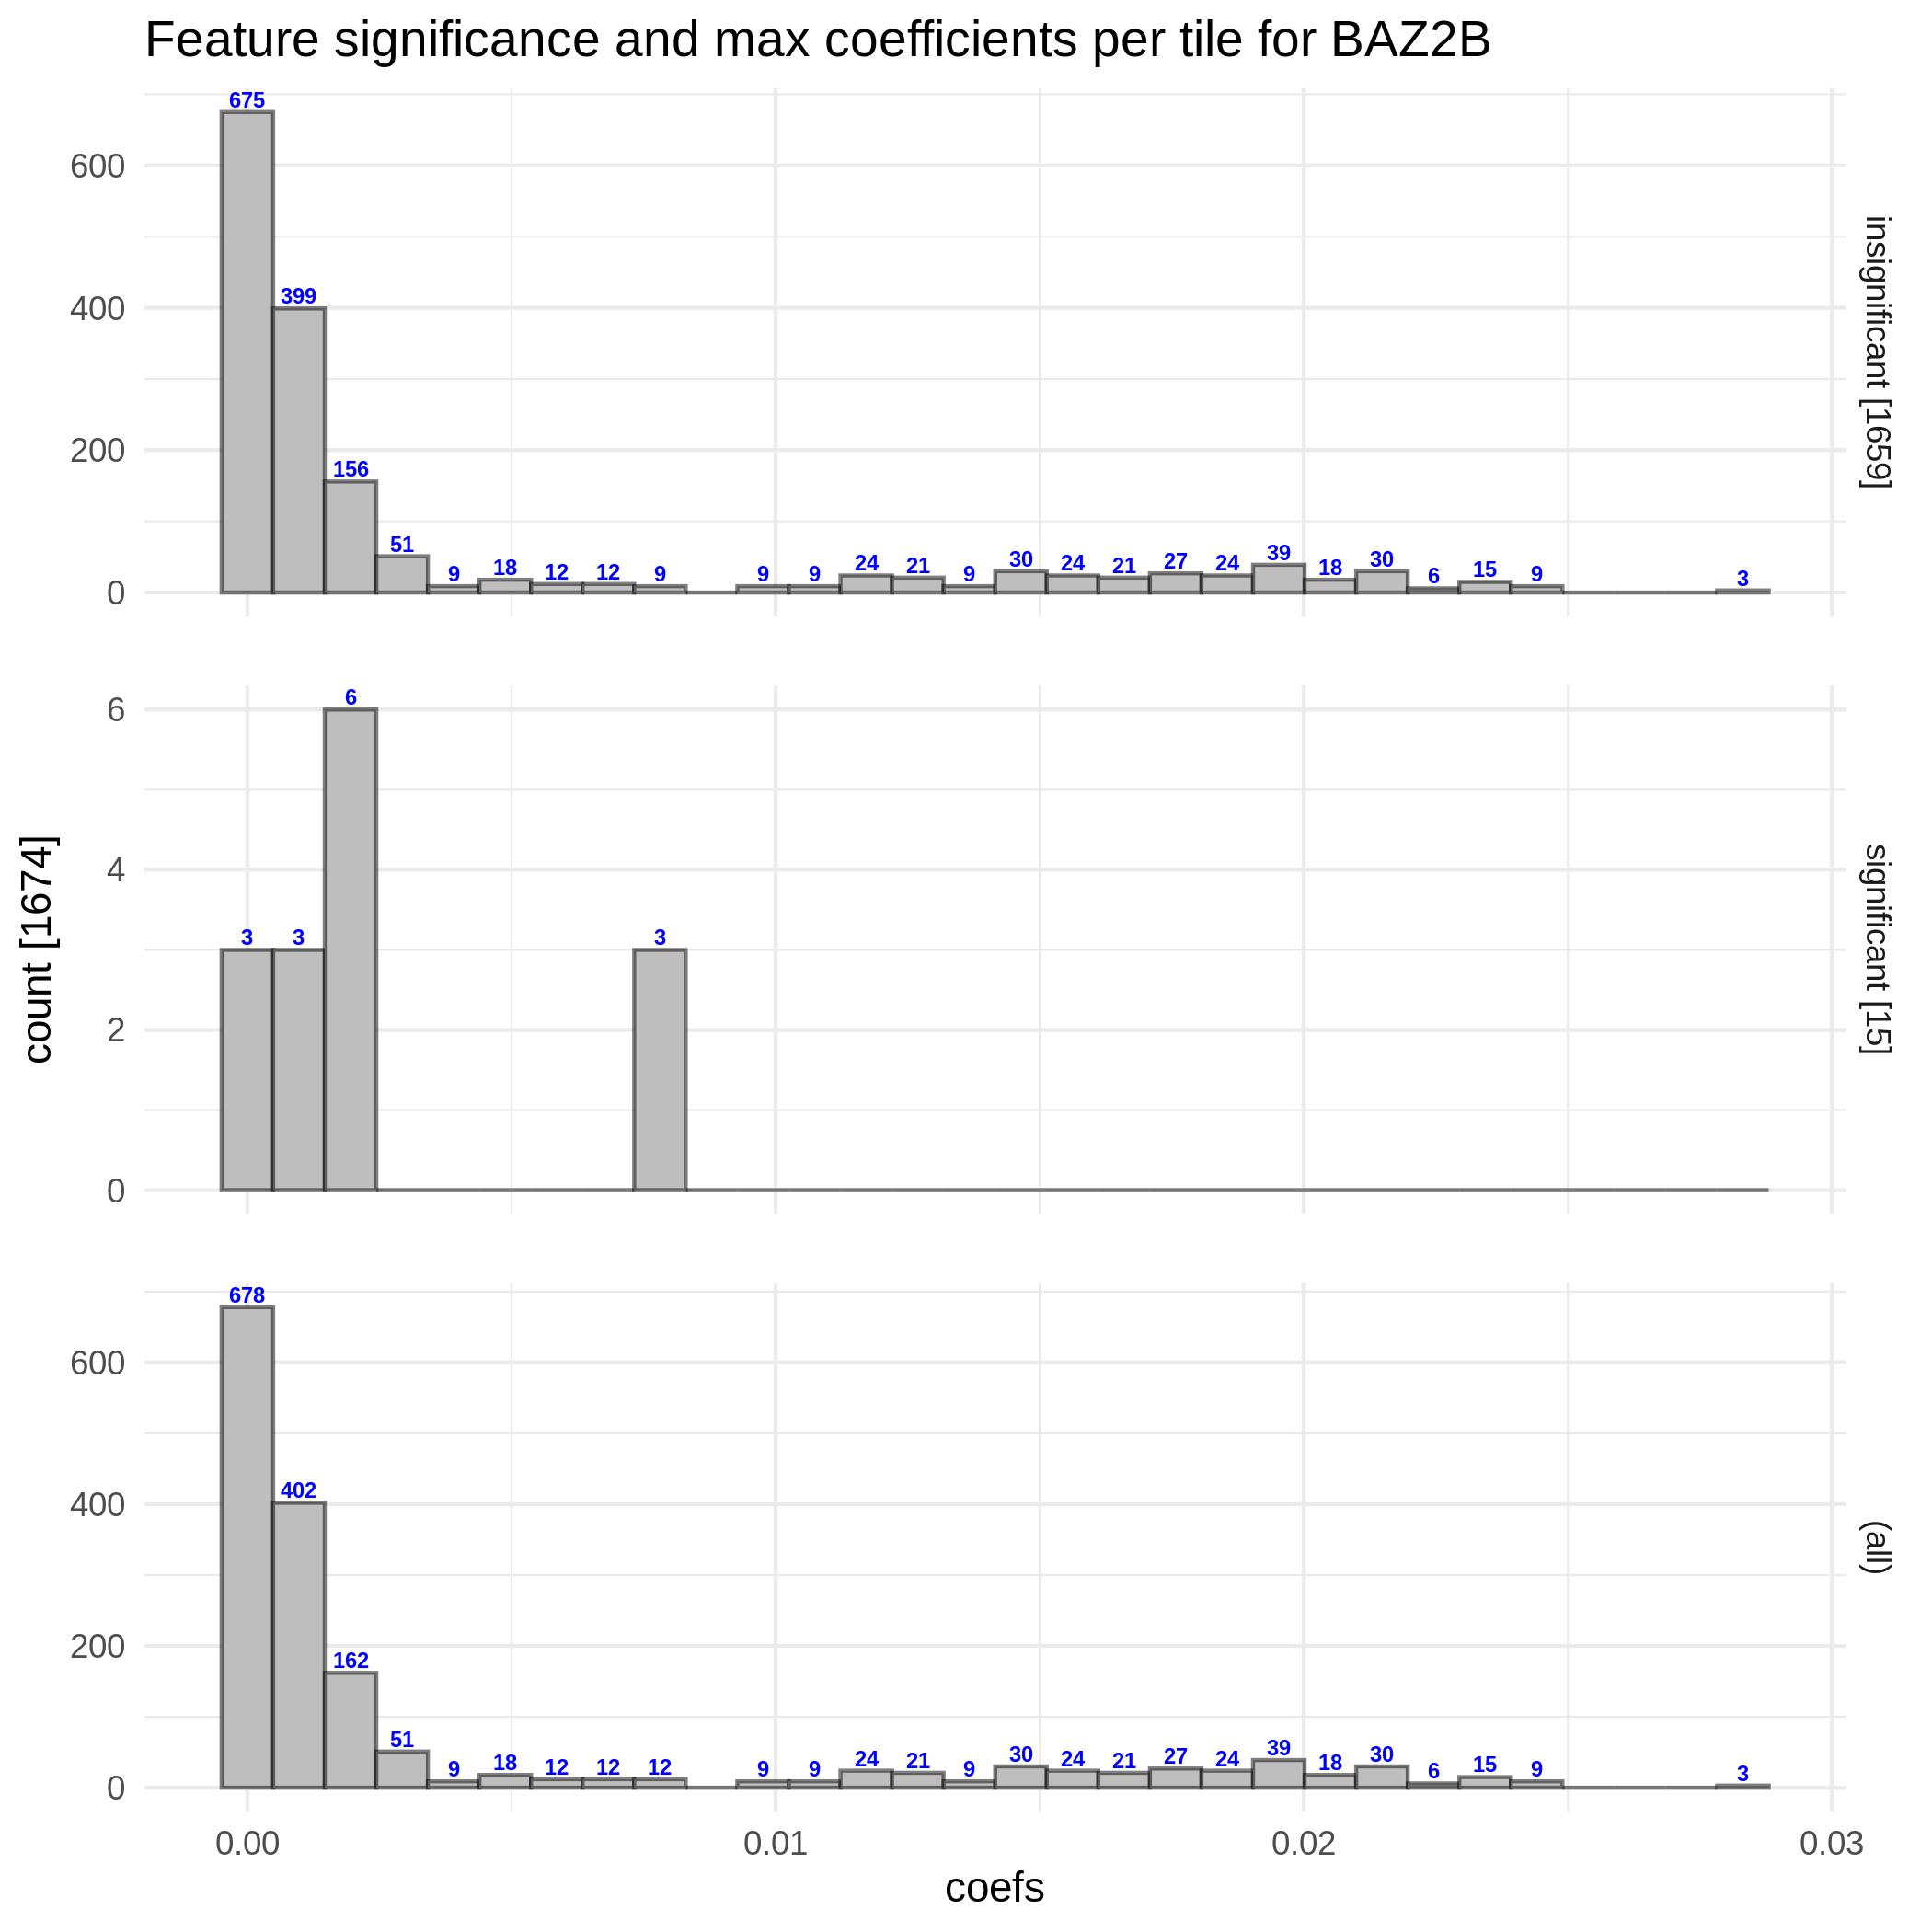 Feature significance and max coefficients per tile for BAZ2B
675
600
399
400
insignificant [1659]
200
156
51
9 18 12 12 9 9 9 24 21 9 30 24 21 27 24 39 18 30 6 15 9 3
0
6
6
4
count [1674]
significant [15]
3 3 3
2
0
678
600
402
400
(all)
200
162
51
9 18 12 12 12 9 9 24 21 9 30 24 21 27 24 39 18 30 6 15 9 3
0
0.00 0.01 0.02 0.03
coefs